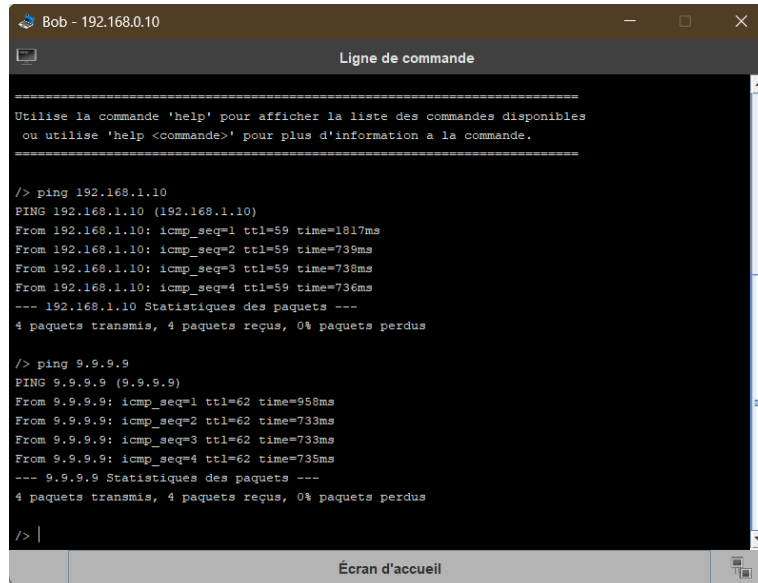 Bob - 192.168.0.10
Ligne de commande
=======================================================================
Utilise la commande 'help' pour afficher la liste des commandes disponibles
ou utilise 'help <commande>' pour plus d'information a la commande.
=======================================================================
/> ping 192.168.1.10
PING 192.168.1.10 (192.168.1.10)
From 192.168.1.10: icmp_seq=1 ttl=59 time=1817ms
From 192.168.1.10: icmp_seq=2 ttl=59 time=739ms
From 192.168.1.10: icmp_seq=3 ttl=59 time=738ms
From 192.168.1.10: icmp_seq=4 ttl=59 time=736ms
--- 192.168.1.10 Statistiques des paquets ---
4 paquets transmis, 4 paquets reçus, 0% paquets perdus
/> ping 9.9.9.9
PING 9.9.9.9 (9.9.9.9)
From 9.9.9.9: icmp_seq=1 ttl=62 time=958ms
From 9.9.9.9: icmp_seq=2 ttl=62 time=733ms
From 9.9.9.9: icmp_seq=3 ttl=62 time=733ms
From 9.9.9.9: icmp_seq=4 ttl=62 time=735ms
--- 9.9.9.9 Statistiques des paquets ---
4 paquets transmis, 4 paquets reçus, 0% paquets perdus
/>
Écran d'accueil